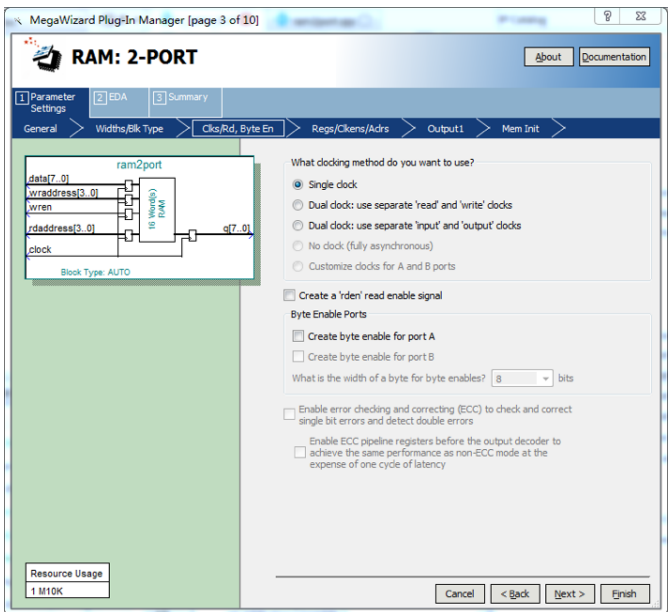 MegaWizard Plug-In Manager [page 3 of 10]
RAM: 2-PORT
About
Documentation
1 Parameter Settings
2 EDA
3 Summary
General
Widths/Blk Type
Clks/Rd, Byte En
Regs/Clkens/Adrs
Output1
Mem Init
ram2port
data[7..0]
wraddress[3..0]
wren
rdaddress[3..0]
clock
16 Word(s)
RAM
q[7..0]
Block Type: AUTO
What clocking method do you want to use?
Single clock
Dual clock: use separate 'read' and 'write' clocks
Dual clock: use separate 'input' and 'output' clocks
No clock (fully asynchronous)
Customize clocks for A and B ports
Create a 'rden' read enable signal
Byte Enable Ports
Create byte enable for port A
Create byte enable for port B
What is the width of a byte for byte enables? 8 bits
Enable error checking and correcting (ECC) to check and correct
single bit errors and detect double errors
Enable ECC pipeline registers before the output decoder to
achieve the same performance as non-ECC mode at the
expense of one cycle of latency
Resource Usage
1 M10K
Cancel
< Back
Next >
Finish